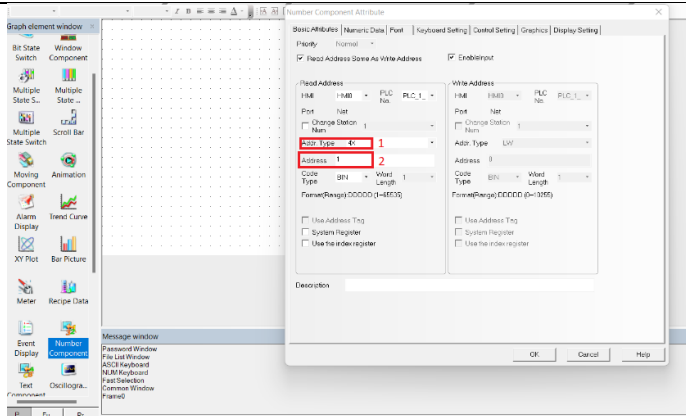 Graph element window
Bit State Switch
Window Component
Multiple State S...
Multiple State ...
Multiple State Switch
Scroll Bar
Moving Component
Animation
Alarm Display
Trend Curve
XY Plot
Bar Picture
Meter
Recipe Data
Event Display
Number Component
Text Component
Oscillogra...
Message window
Password Window
File List Window
ASCII Keyboard
NUM Keyboard
Fast Selection
Common Window
Frame0
Number Component Attribute
Basic Attributes Numeric Data Font Keyboard Setting Control Setting Graphics Display Setting
Priority Normal
Read Address Same As Write Address
Enable Input
Read Address
HMI HMI0 PLC No. PLC_1_
Port Net
Change Station Num 1
Addr. Type 4X 1
Address 1 2
Code Type BIN Word Length 1
Format(Range):DDDDD (1~65535)
Use Address Tag
System Register
Use the index register
Write Address
HMI HMI0 PLC No. PLC_1_
Port Net
Change Station Num 1
Addr. Type LW
Address 0
Code Type BIN Word Length 1
Format(Range):DDDDD (0~10255)
Use Address Tag
System Register
Use the index register
Description
OK Cancel Help